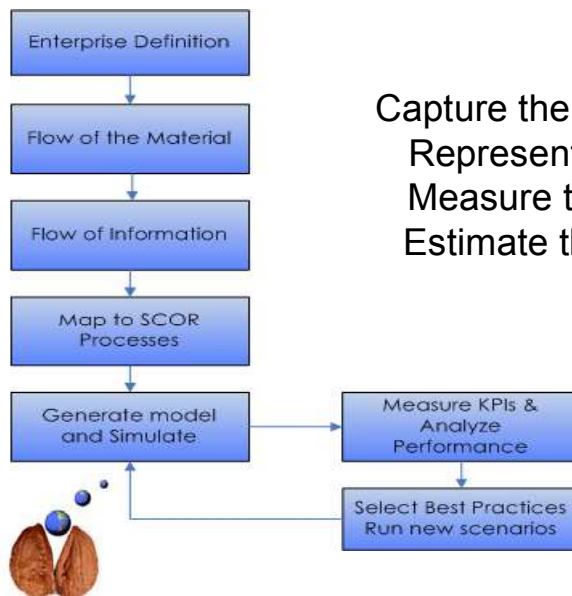 Enterprise Definition
Flow of the Material
Flow of Information
Map to SCOR
Processes
Generate model
and Simulate
Measure KPIs &
Analyze
Performance
Select Best Practices
Run new scenarios
Capture the
Represent
Measure t
Estimate t